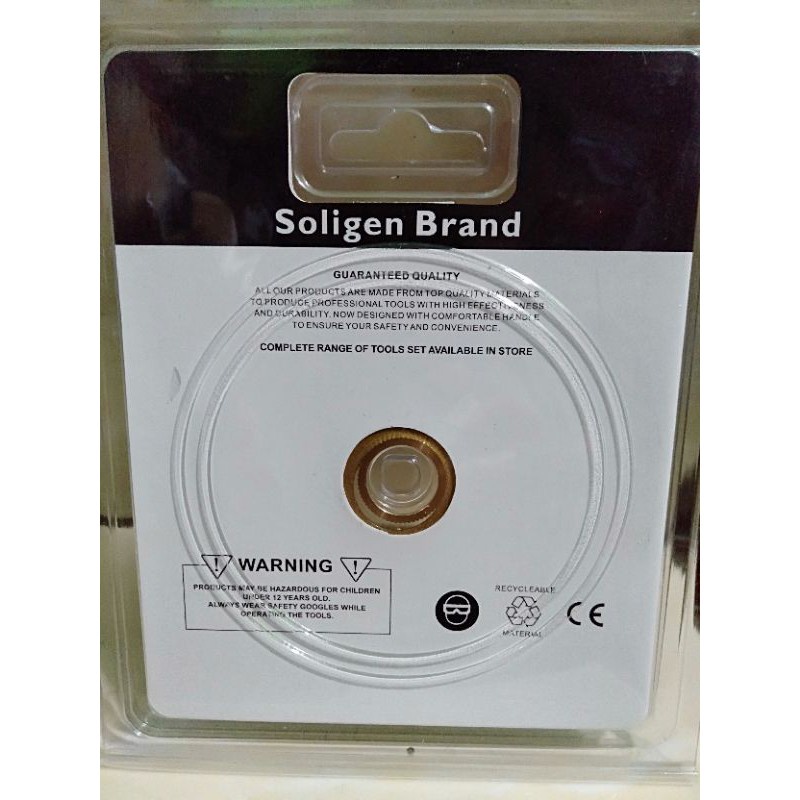 Soligen Brand
GUARANTEED QUALITY
ALL OUR PRODUCTS ARE MADE FROM TOP QUALITY MATERIALS
TO PRODUCE PROFESSIONAL TOOLS WITH HIGH EFFECTIVENESS
AND DURABILITY. NOW DESIGNED WITH COMFORTABLE HANDLE
TO ENSURE YOUR SAFETY AND CONVENIENCE.
COMPLETE RANGE OF TOOLS SET AVAILABLE IN STORE
WARNING
PRODUCTS MAY BE HAZARDOUS FOR CHILDREN
UNDER 12 YEARS OLD.
ALWAYS WEAR SAFETY GOOGLES WHILE
OPERATING THE TOOLS.
RECYCLEABLE
MATERIAL
CE